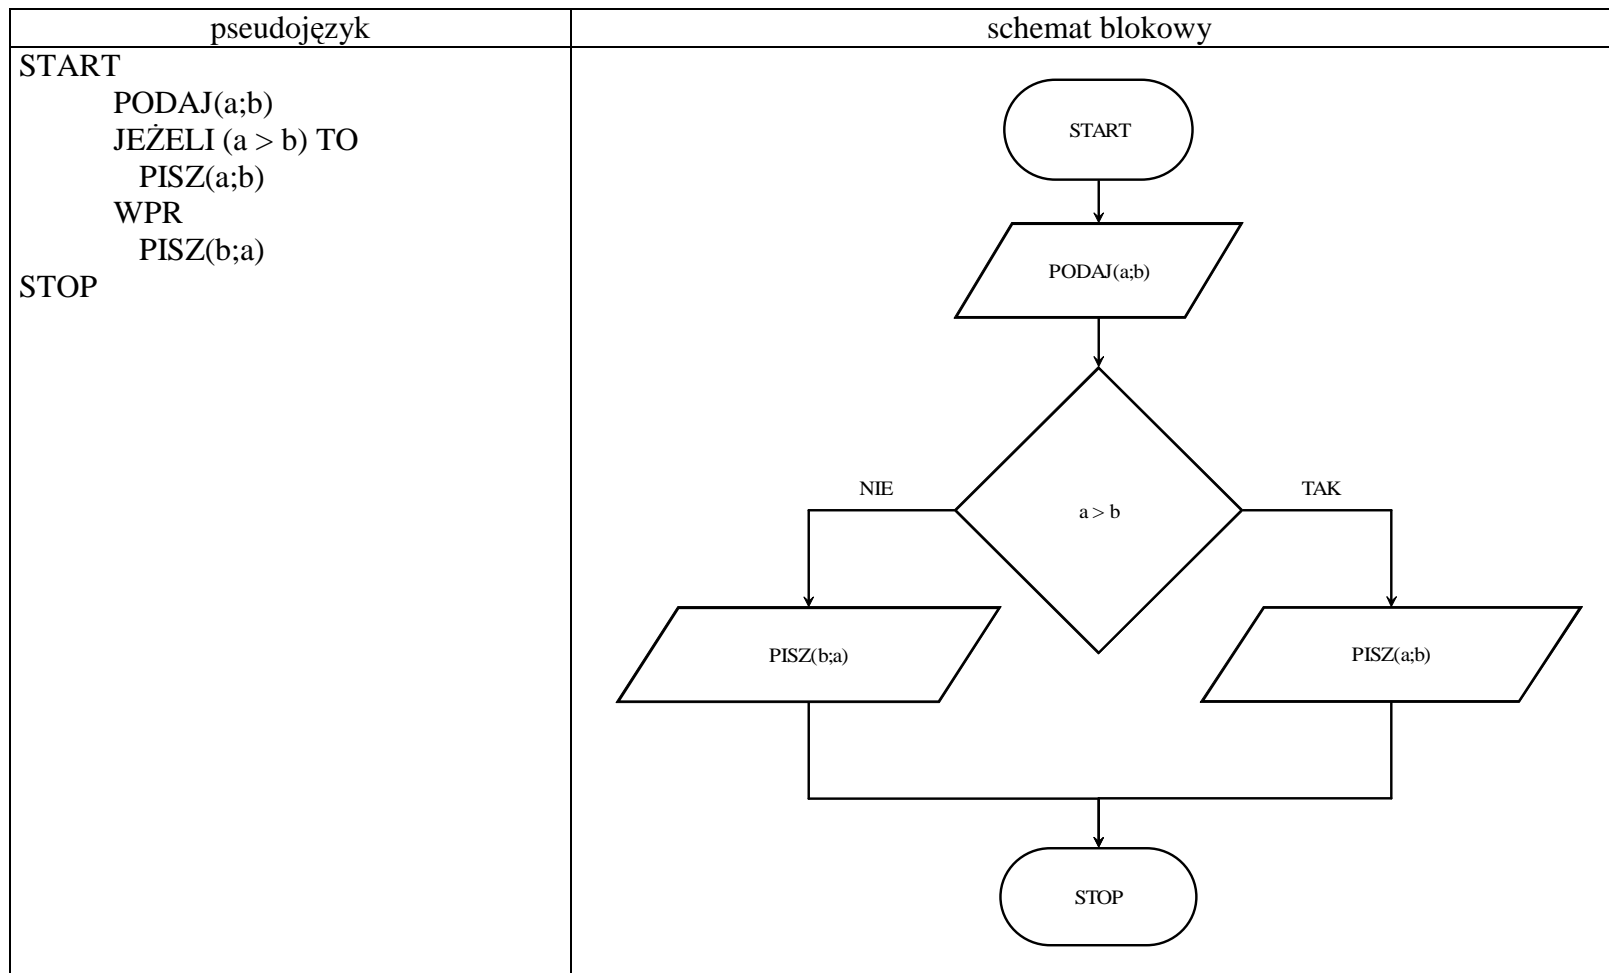 pseudojęzyk
schemat blokowy
START
PODAJ(a;b)
JEŻELI (a > b) TO
PISZ(a;b)
WPR
PISZ(b;a)
STOP
START
PODAJ(a;b)
NIE
TAK
a > b
PISZ(b;a)
PISZ(a;b)
STOP